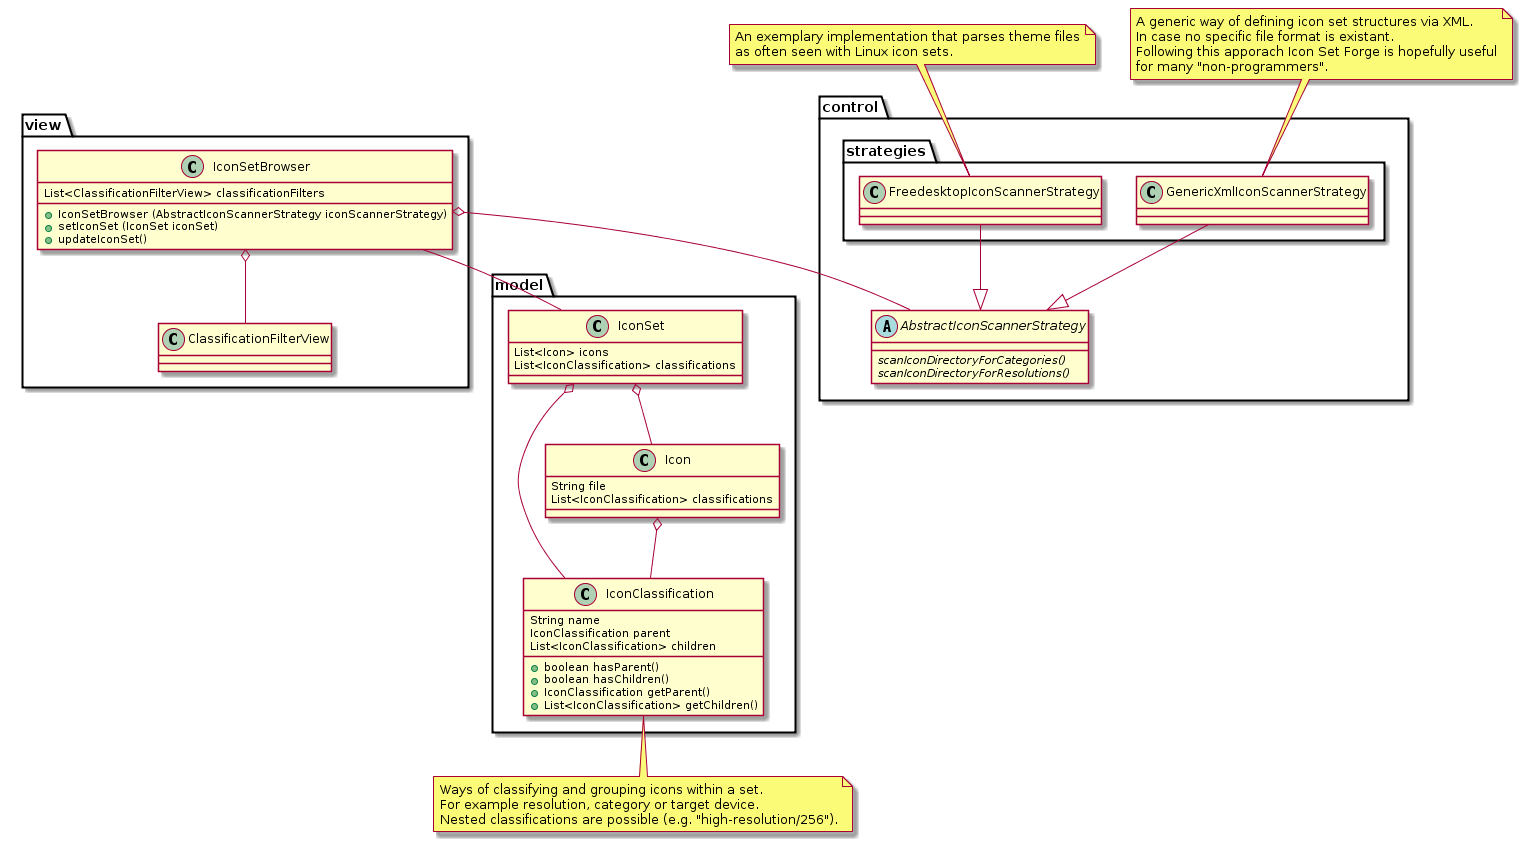 An exemplary implementation that parses theme files
as often seen with Linux icon sets.
A generic way of defining icon set structures via XML.
In case no specific file format is existant.
Following this apporach Icon Set Forge is hopefully useful
for many "non-programmers".
view
C IconSetBrowser
List<ClassificationFilterView> classificationFilters
IconSetBrowser (AbstractIconScannerStrategy iconScannerStrategy)
setIconSet (IconSet iconSet)
updateIconSet()
C ClassificationFilterView
control
strategies
C FreedesktopIconScannerStrategy
C GenericXmlIconScannerStrategy
A AbstractIconScannerStrategy
scanIconDirectoryForCategories()
scanIconDirectoryForResolutions()
model
C IconSet
List<Icon> icons
List<IconClassification> classifications
C Icon
String file
List<IconClassification> classifications
C IconClassification
String name
IconClassification parent
List<IconClassification> children
boolean hasParent()
boolean hasChildren()
IconClassification getParent()
List<IconClassification> getChildren()
Ways of classifying and grouping icons within a set.
For example resolution, category or target device.
Nested classifications are possible (e.g. "high-resolution/256").